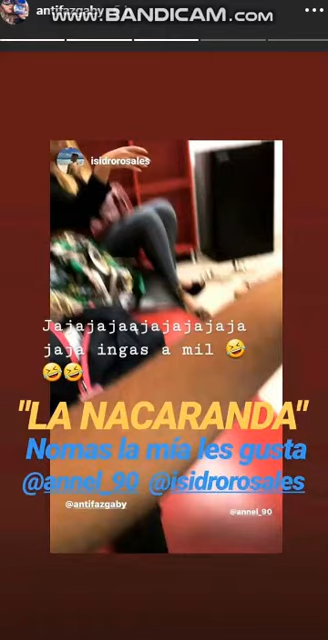 antifazgaby
www.BANDICAM.com
isidrorosales
Jajajajaajajajajaja
jaja ingas a mil 🤣
🤣🤣
"LA NACARANDA"
Nomas la mía les gusta
@annel_90 @isidrorosales
@antifazgaby
@annel_90